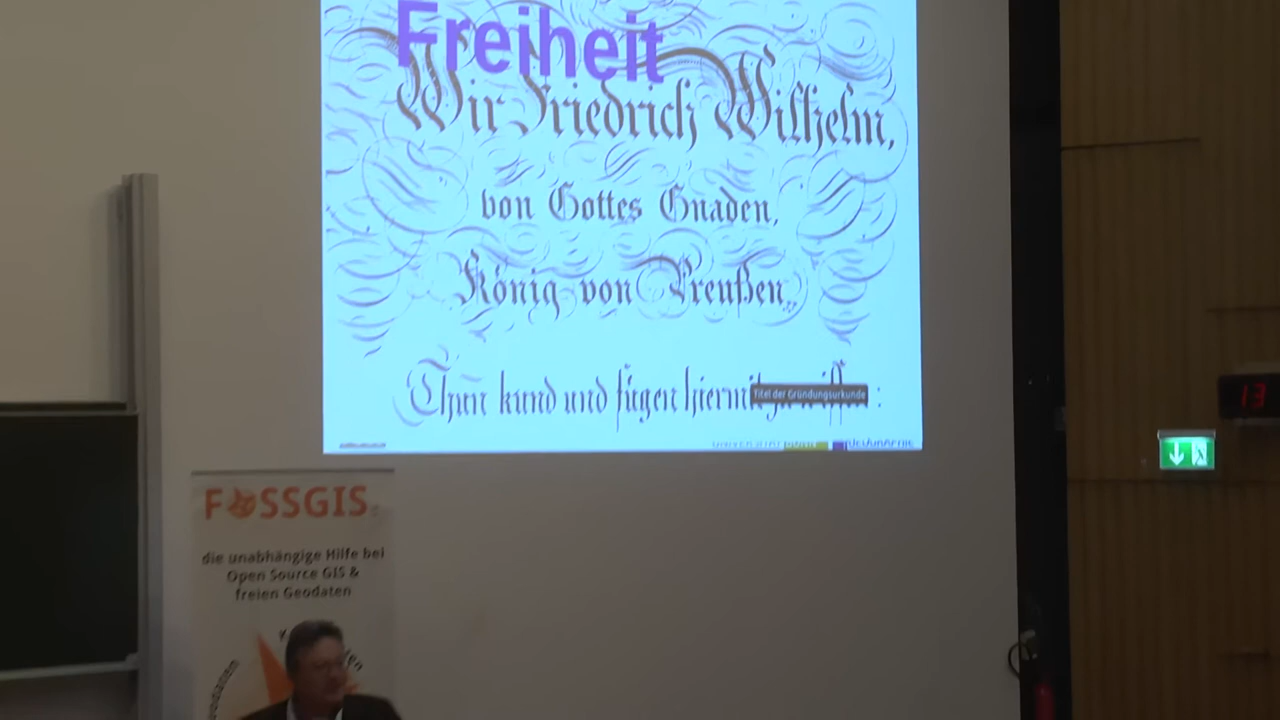 Freiheit
Wir Friedrich Wilhelm,
von Gottes Gnaden,
König von Preußen,
Thun kund und fügen hiermit :
Titel der Gründungsurkunde
13
FOSSGIS
die unabhängige Hilfe bei
Open Source GIS &
freien Geodaten